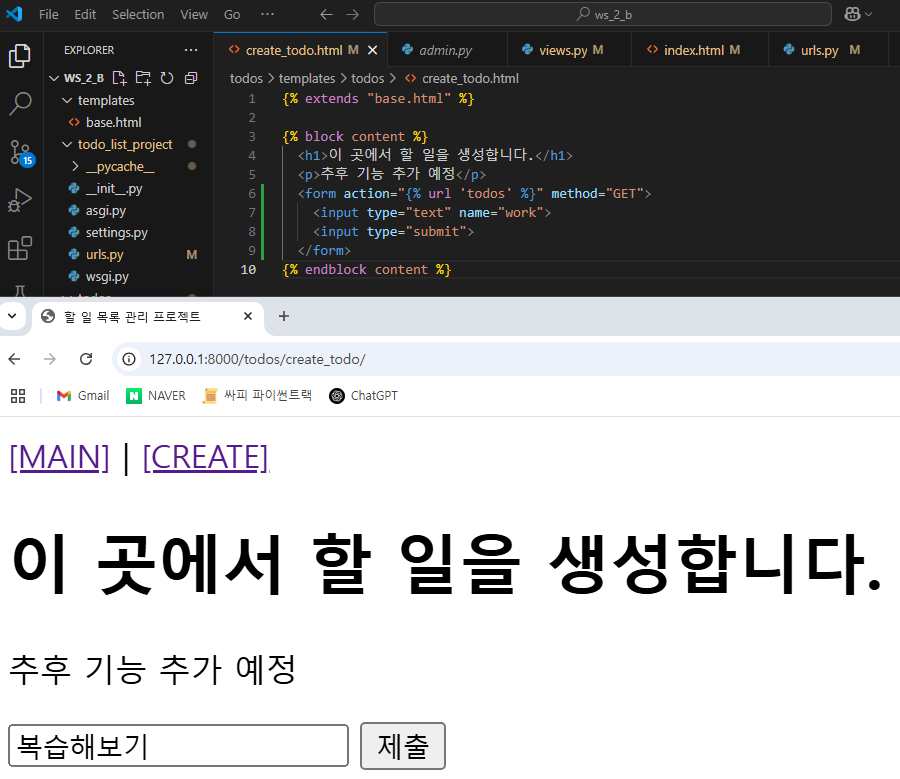 File Edit Selection View Go ··· ws_2_b
EXPLORER ···
WS_2_B
templates
base.html
todo_list_project
__pycache__
__init__.py
asgi.py
settings.py
urls.py M
wsgi.py
15
create_todo.html M admin.py views.py M index.html M urls.py M
todos > templates > todos > create_todo.html
1 {% extends "base.html" %}
2
3 {% block content %}
4 <h1>이 곳에서 할 일을 생성합니다.</h1>
5 <p>추후 기능 추가 예정</p>
6 <form action="{% url 'todos' %}" method="GET">
7 <input type="text" name="work">
8 <input type="submit">
9 </form>
10 {% endblock content %}
할 일 목록 관리 프로젝트
127.0.0.1:8000/todos/create_todo/
Gmail N NAVER 싸피 파이썬트랙 ChatGPT
[MAIN] | [CREATE]
이 곳에서 할 일을 생성합니다.
추후 기능 추가 예정
복습해보기 제출